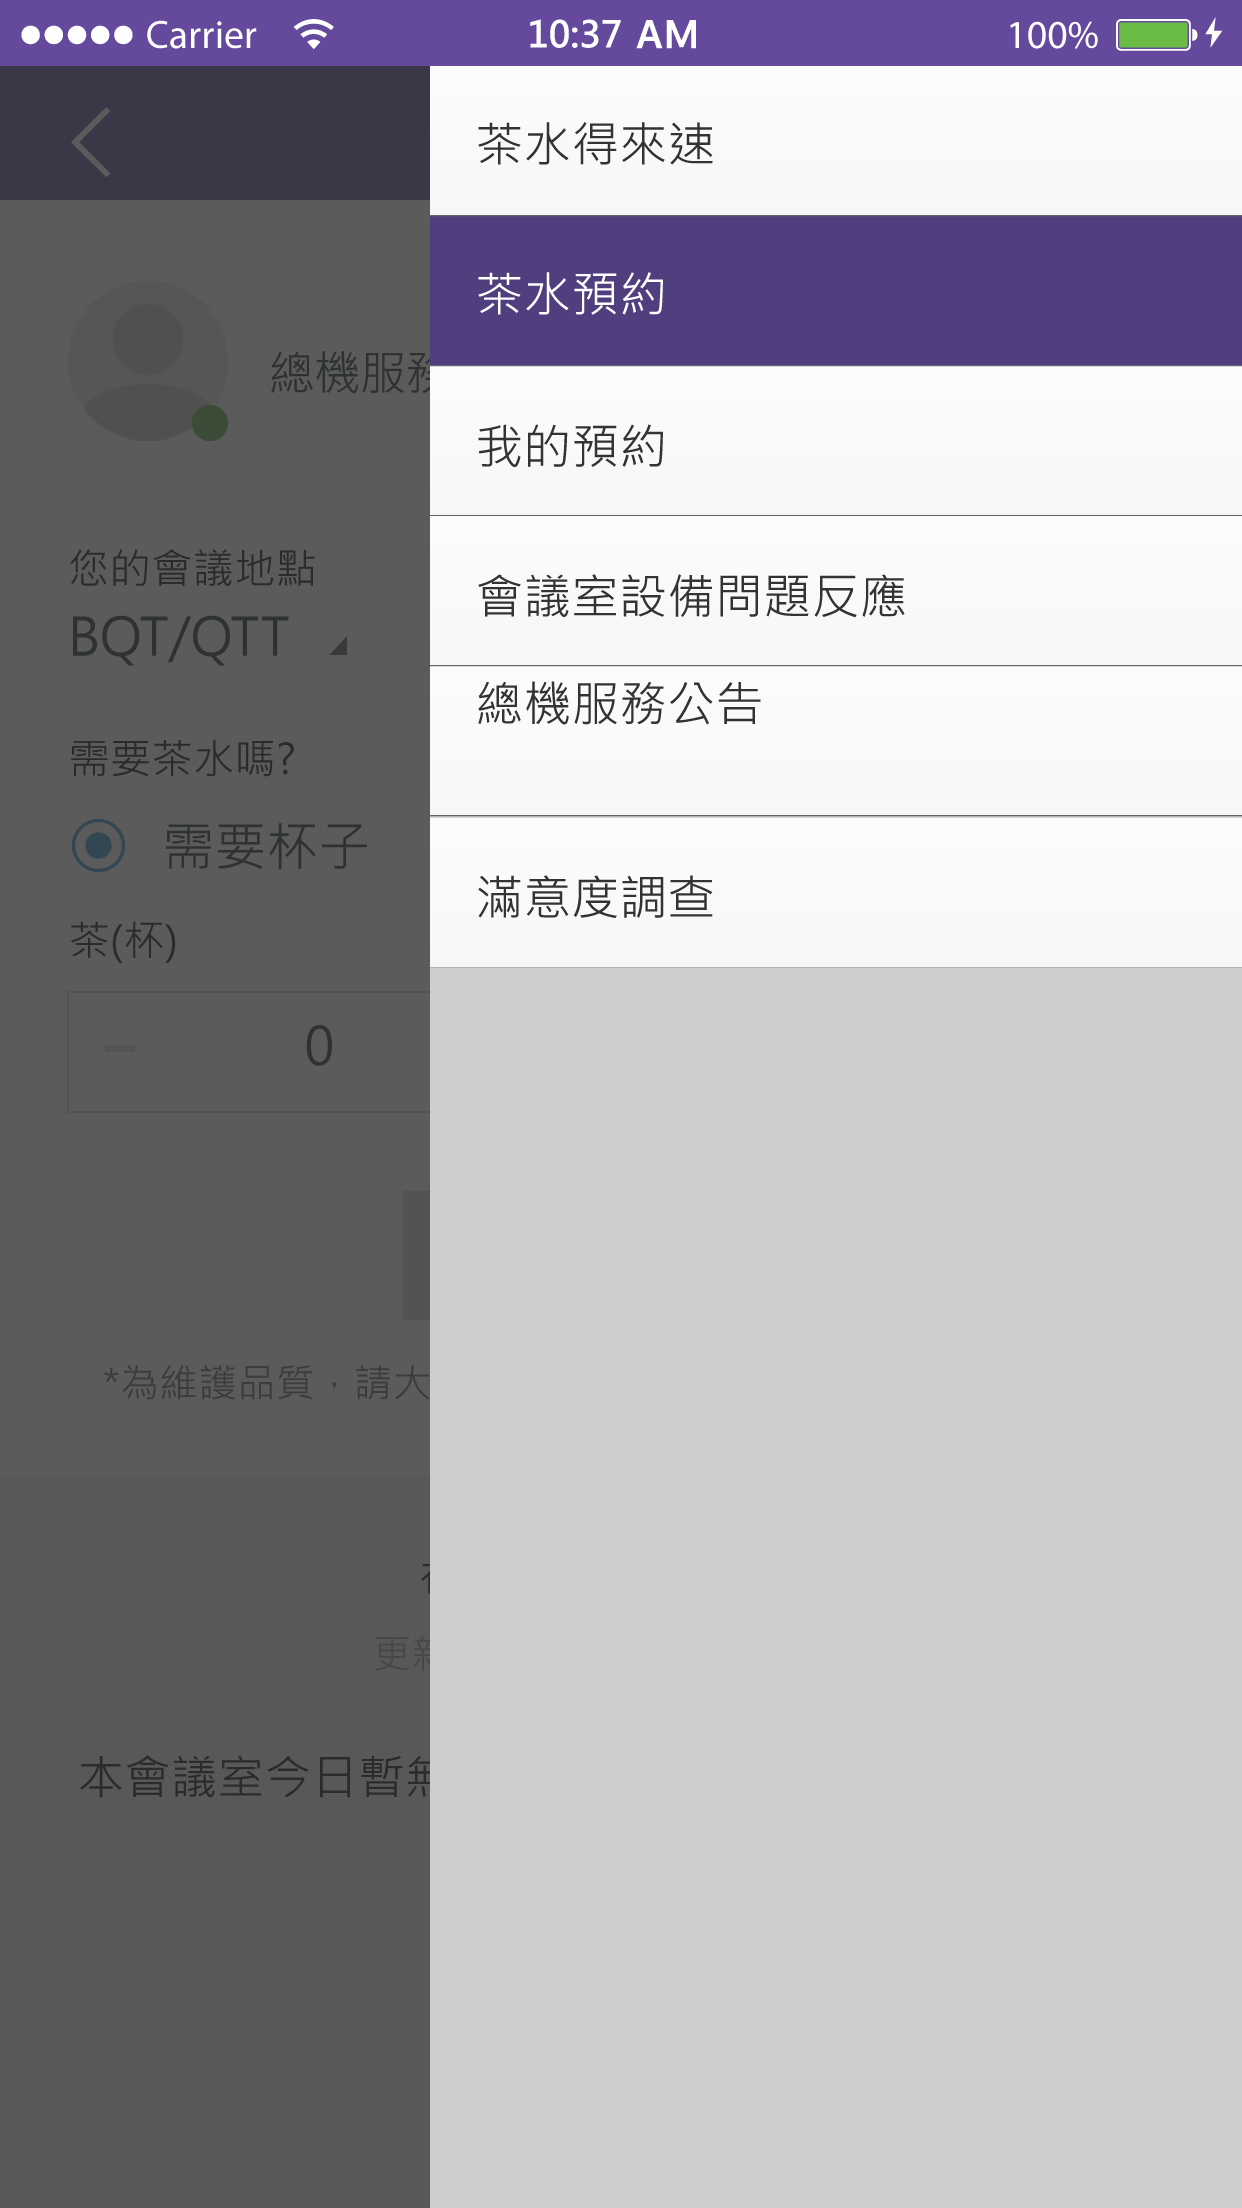 Carrier
10:37 AM
100%
茶水得來速
茶水預約
我的預約
會議室設備問題反應
總機服務公告
滿意度調查
總機服務
您的會議地點
BQT/QTT
需要茶水嗎?
需要杯子
茶(杯)
0
*為維護品質,請大
更新
本會議室今日暫無